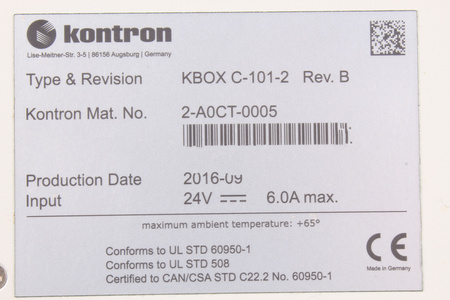 kontron
Lise-Meitner-Str. 3-5 | 86156 Augsburg | Germany
Type & Revision KBOX C-101-2 Rev. B
Kontron Mat. No. 2-A0CT-0005
Production Date 2016-09
Input 24V 6.0A max.
maximum ambient temperature: +65°
Conforms to UL STD 60950-1
Conforms to UL STD 508
Certified to CAN/CSA STD C22.2 No. 60950-1
CE
Made in Germany